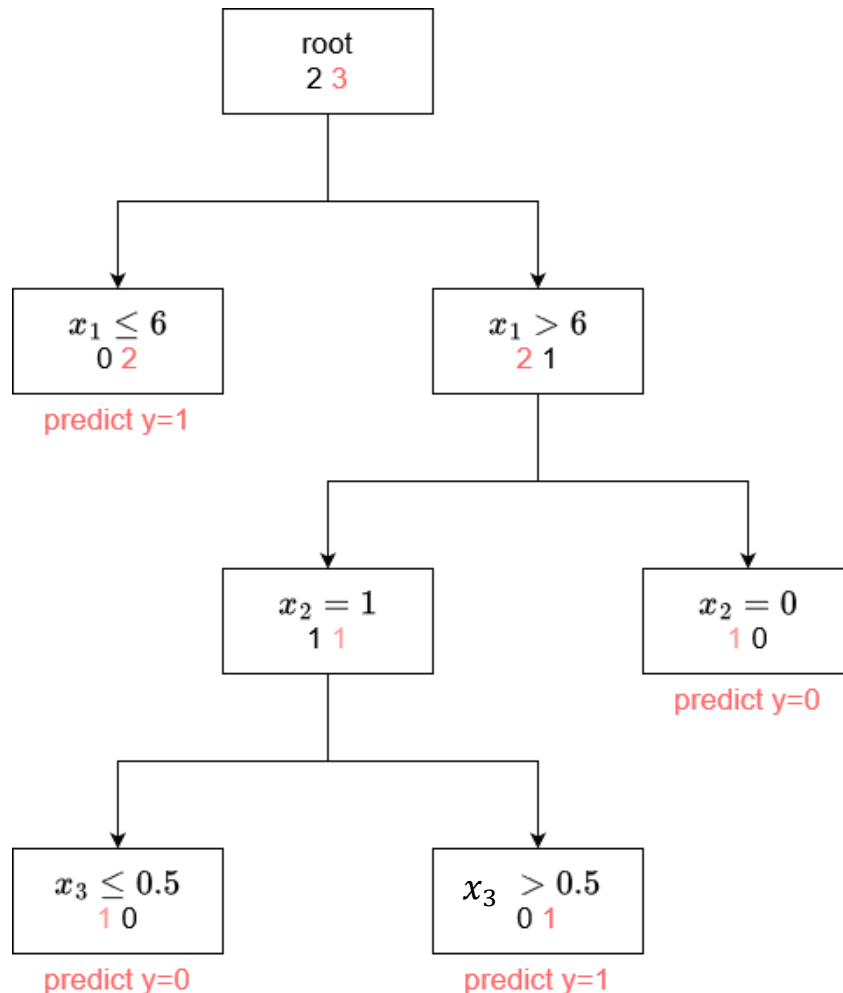 root
2 3
x₁ ≤ 6
0 2
x₁ > 6
2 1
predict y=1
x₂ = 1
1 1
x₂ = 0
1 0
predict y=0
x₃ ≤ 0.5
1 0
x₃ > 0.5
0 1
predict y=0
predict y=1